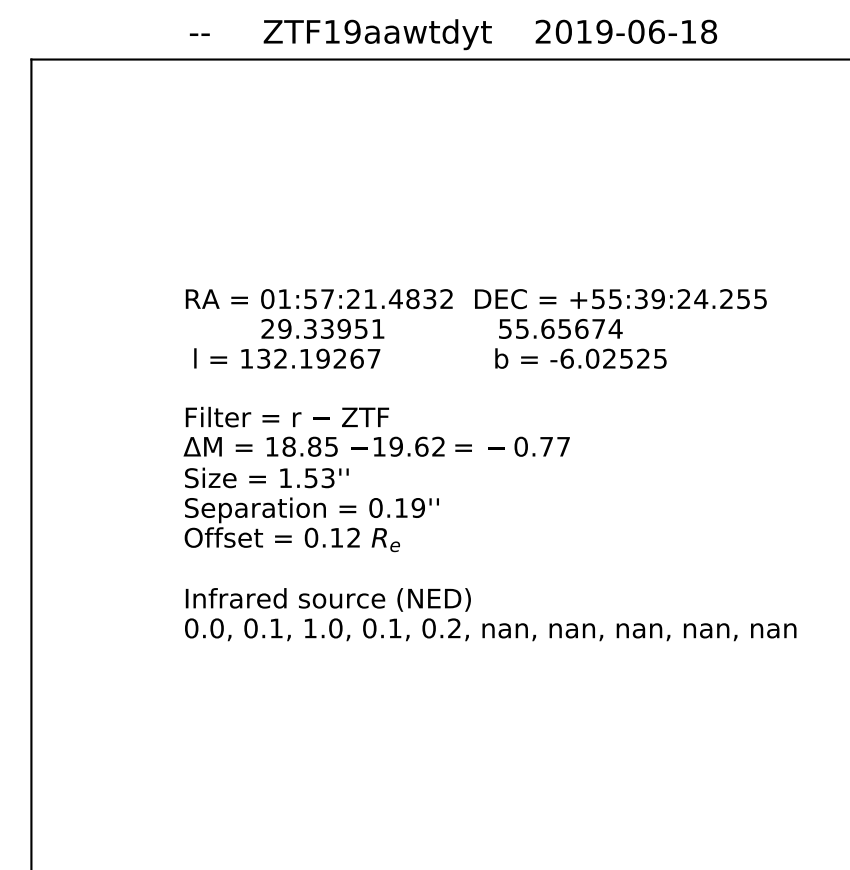 -- ZTF19aawtdyt 2019-06-18
RA = 01:57:21.4832 DEC = +55:39:24.255
29.33951 55.65674
l = 132.19267 b = -6.02525
Filter = r − ZTF
ΔM = 18.85 −19.62 = − 0.77
Size = 1.53''
Separation = 0.19''
Offset = 0.12 Re
Infrared source (NED)
0.0, 0.1, 1.0, 0.1, 0.2, nan, nan, nan, nan, nan